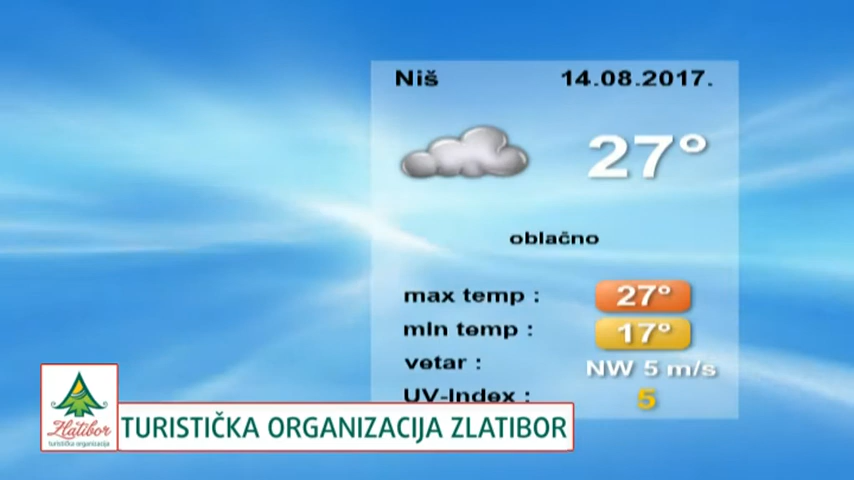 Niš 14.08.2017.
27°
oblačno
max temp : 27°
min temp : 17°
vetar : NW 5 m/s
UV-Index : 5
Zlatibor
turistička organizacija
TURISTIČKA ORGANIZACIJA ZLATIBOR